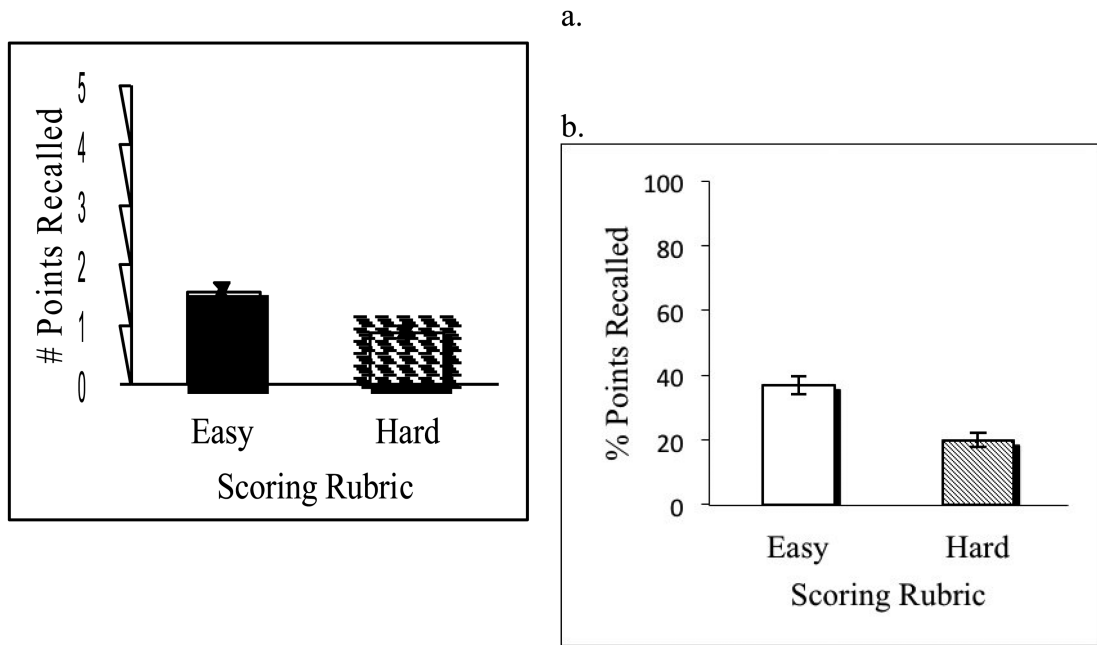 a.
5
4
3
2
1
0
# Points Recalled
Easy Hard
Scoring Rubric
b.
100
80
60
40
20
0
% Points Recalled
Easy Hard
Scoring Rubric